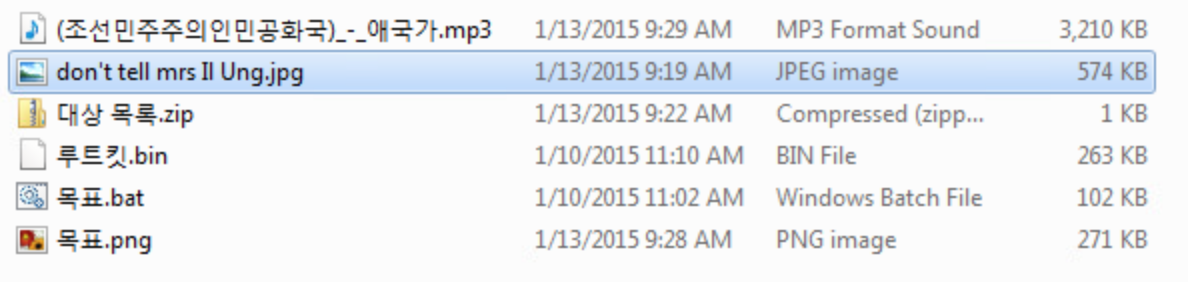 (조선민주주의인민공화국)_-_애국가.mp3 1/13/2015 9:29 AM MP3 Format Sound 3,210 KB
don't tell mrs Il Ung.jpg 1/13/2015 9:19 AM JPEG image 574 KB
대상 목록.zip 1/13/2015 9:22 AM Compressed (zipp... 1 KB
루트킷.bin 1/10/2015 11:10 AM BIN File 263 KB
목표.bat 1/10/2015 11:02 AM Windows Batch File 102 KB
목표.png 1/13/2015 9:28 AM PNG image 271 KB